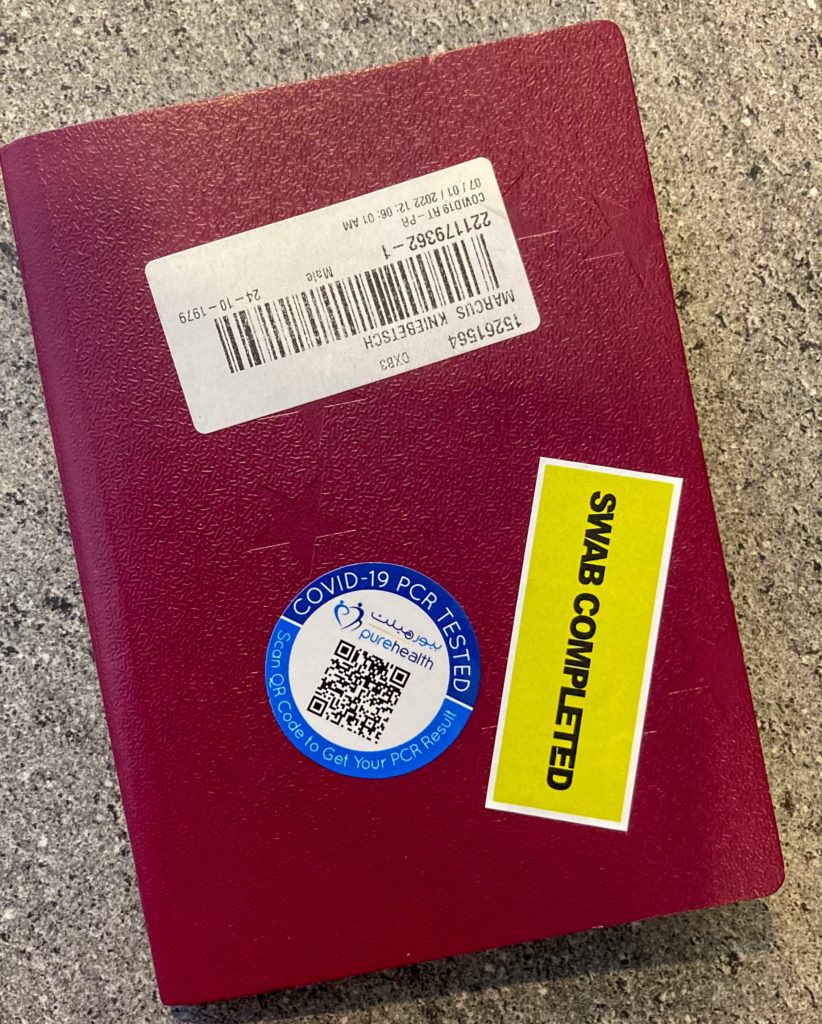 15261564 DXB3
MARCUS KNIEBETSCH
221179362-1 Male 24-10-1979
COVID19 RT-PR
07 / 01 / 2022 12: 06: 01 AM
COVID-19 PCR TESTED
بيورهيلث
purehealth
Scan QR Code to Get Your PCR Result
SWAB COMPLETED